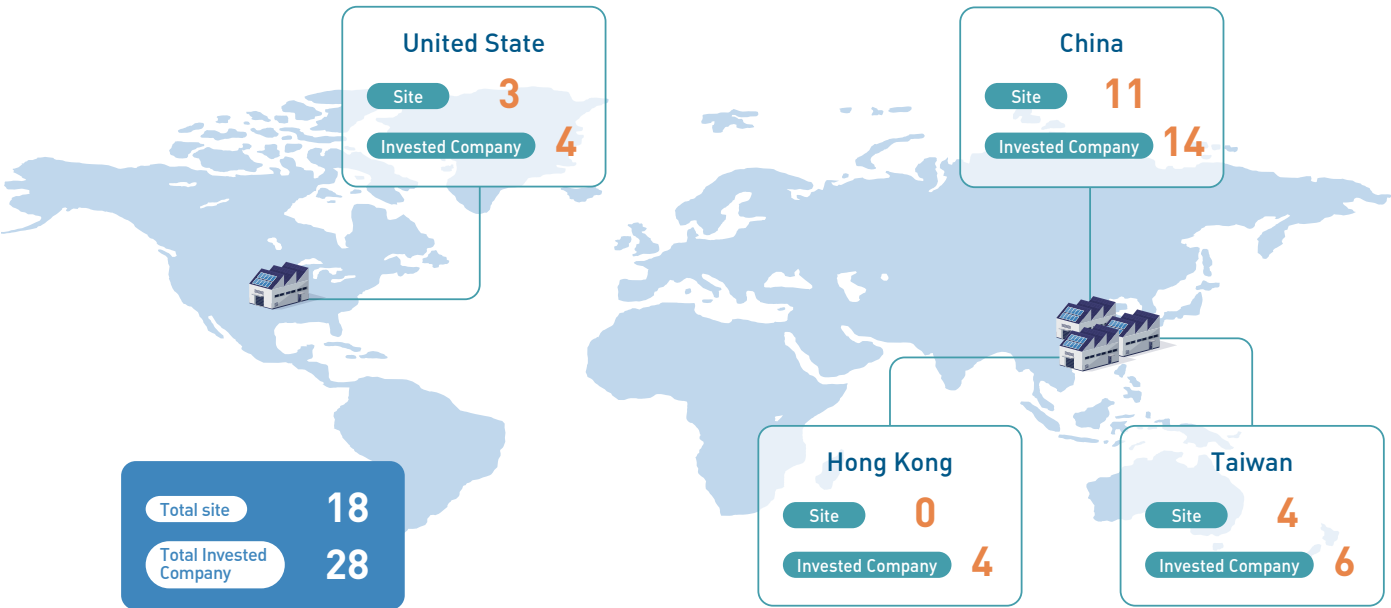 United State
Site 3
Invested Company 4
China
Site 11
Invested Company 14
Hong Kong
Site 0
Invested Company 4
Taiwan
Site 4
Invested Company 6
Total site 18
Total Invested
Company 28